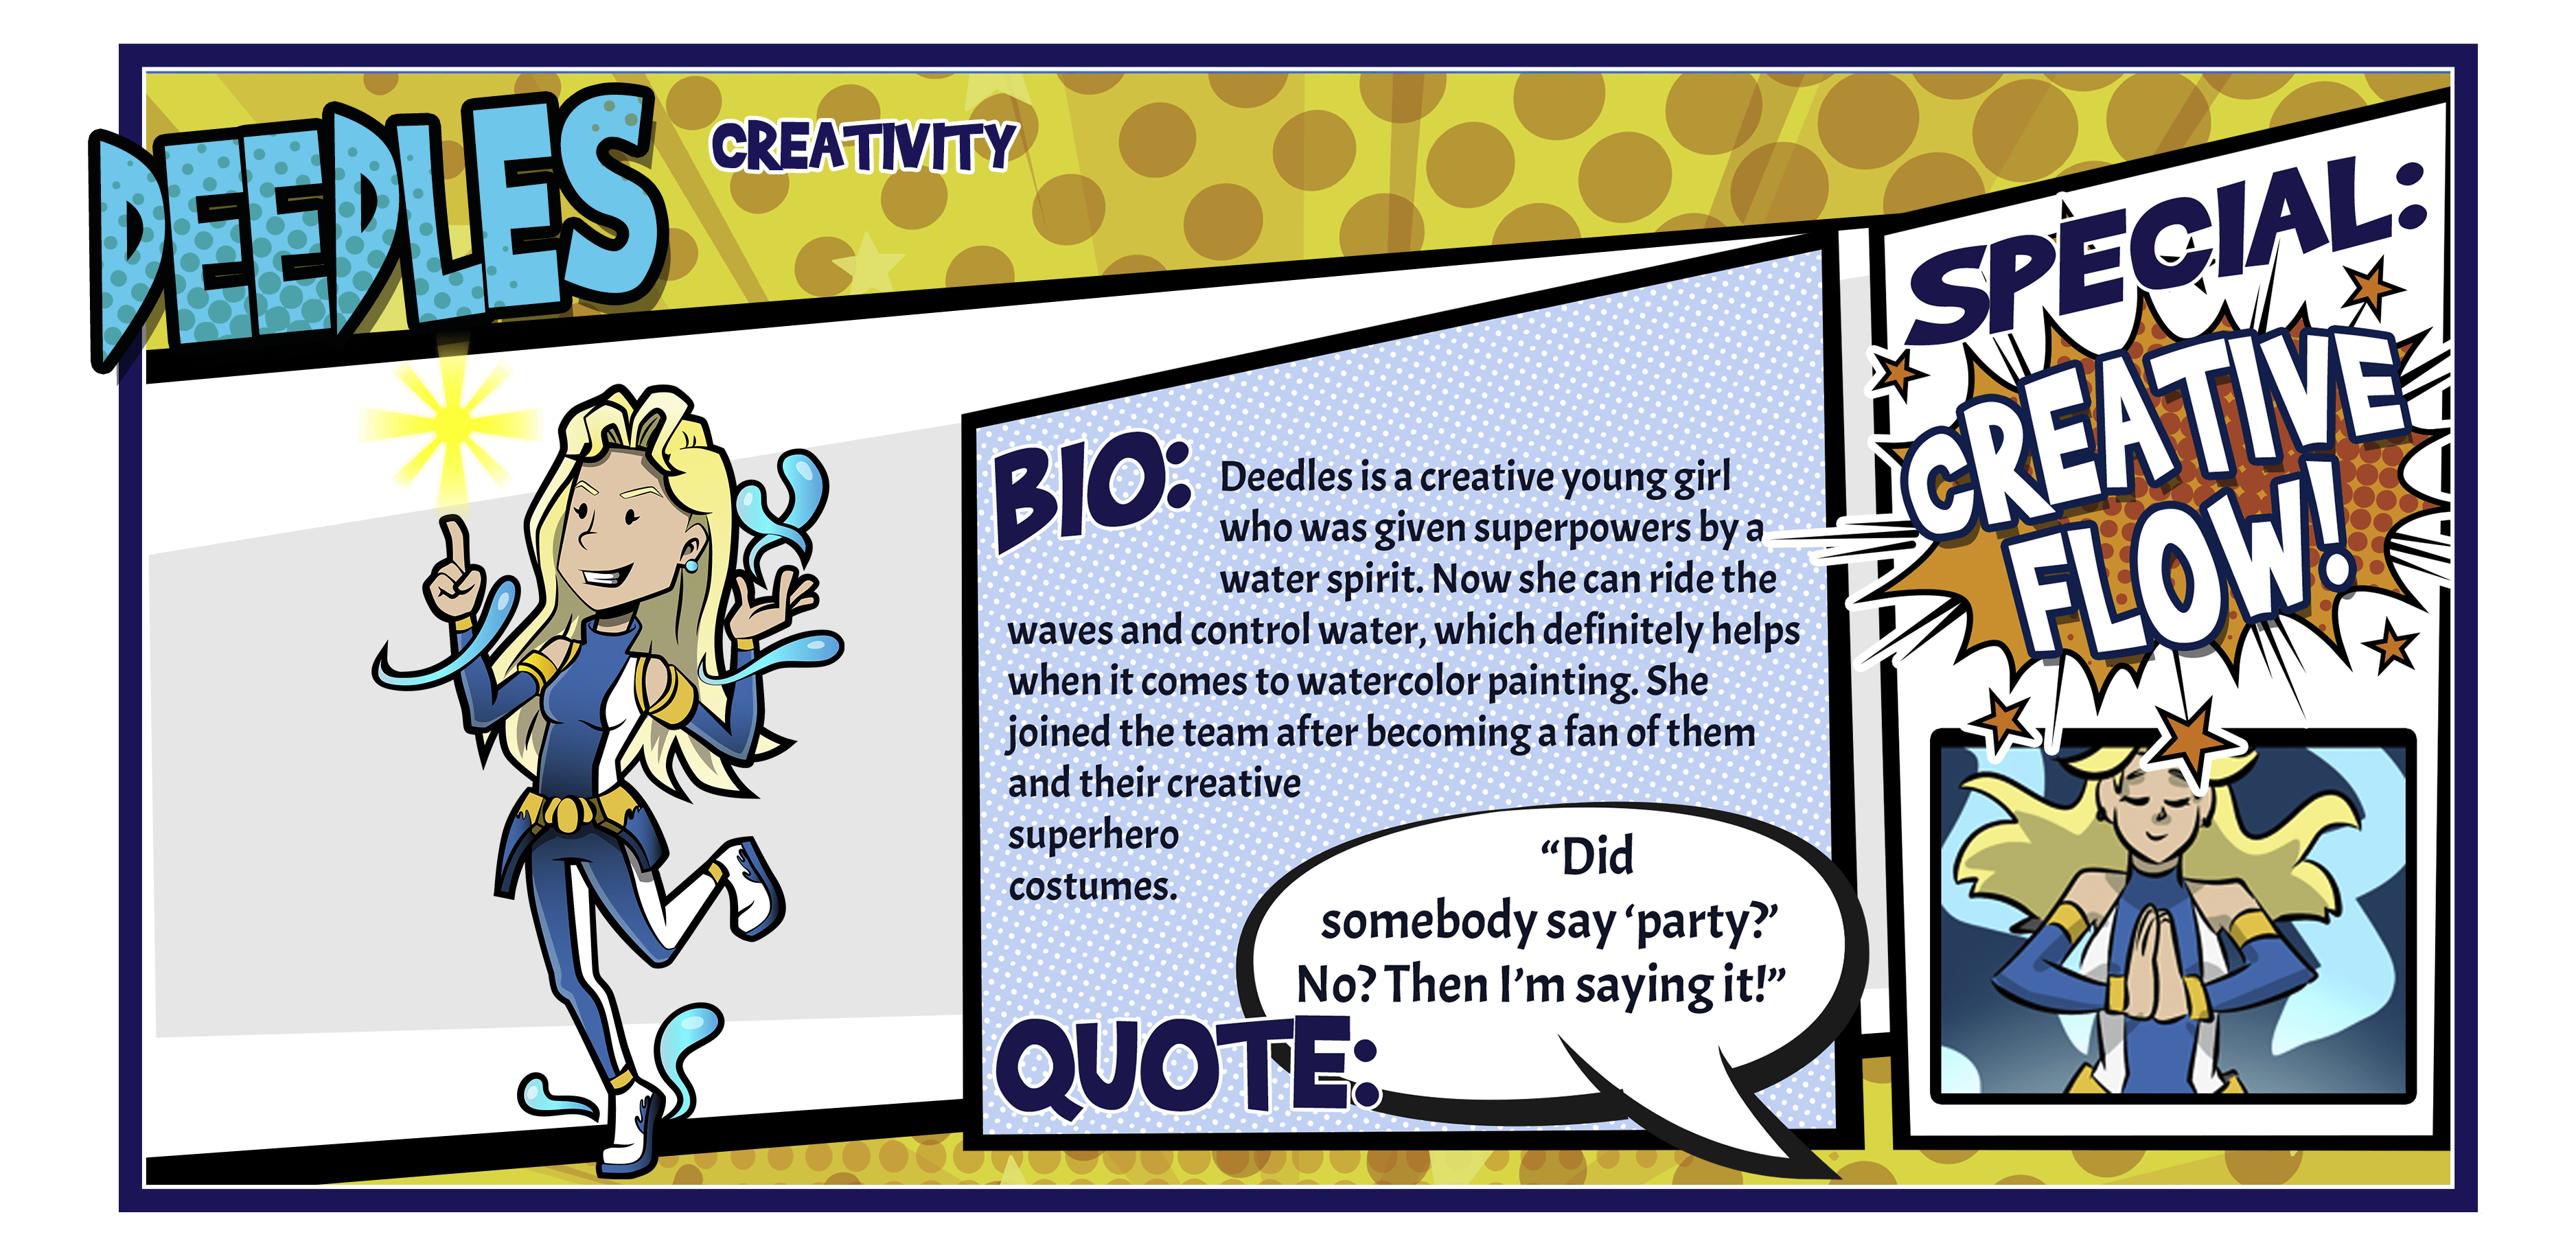 DEEDLES
CREATIVITY
BIO:
Deedles is a creative young girl
who was given superpowers by a
water spirit. Now she can ride the
waves and control water, which definitely helps
when it comes to watercolor painting. She
joined the team after becoming a fan of them
and their creative
superhero
costumes.
QUOTE:
“Did
somebody say ‘party?’
No? Then I’m saying it!”
SPECIAL:
CREATIVE
FLOW!